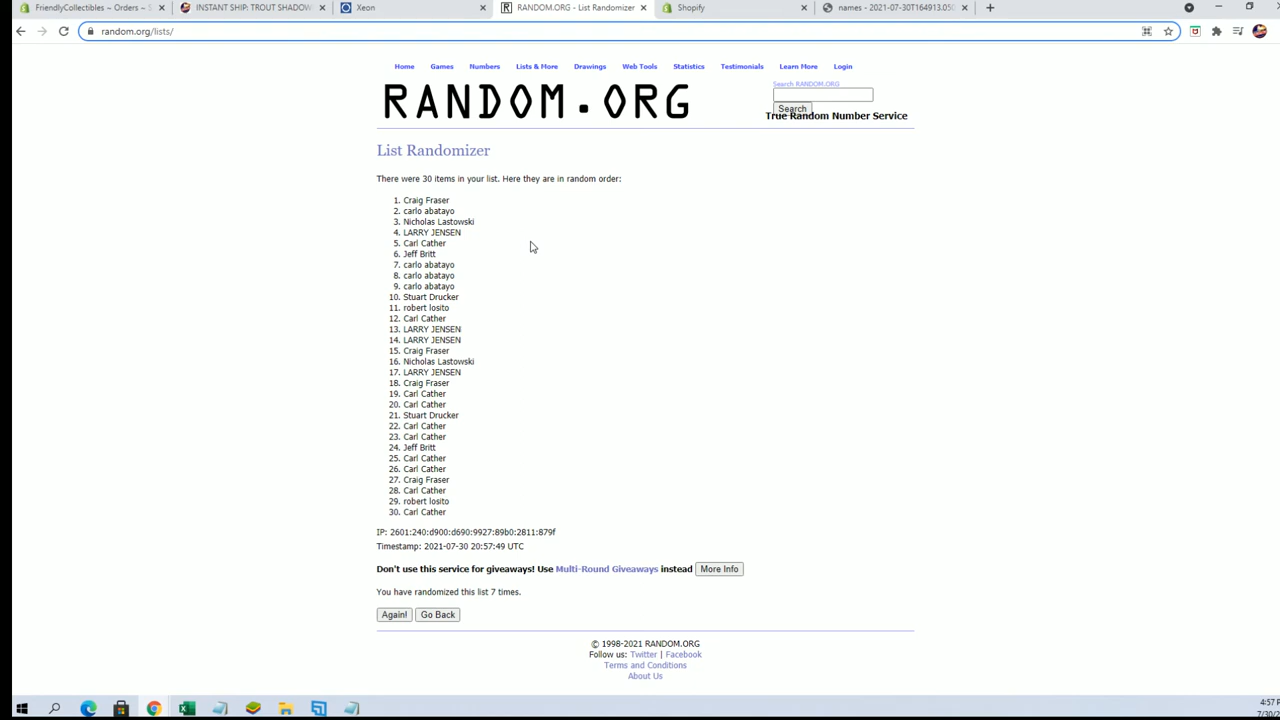 FriendlyCollectibles ~ Orders ~ S
INSTANT SHIP: TROUT SHADOW
Xeon
RANDOM.ORG - List Randomizer
Shopify
names - 2021-07-30T164913.05
random.org/lists/
Home Games Numbers Lists & More Drawings Web Tools Statistics Testimonials Learn More Login
Search RANDOM.ORG
RANDOM.ORG
Search
True Random Number Service
List Randomizer
There were 30 items in your list. Here they are in random order:
1. Craig Fraser
2. carlo abatayo
3. Nicholas Lastowski
4. LARRY JENSEN
5. Carl Cather
6. Jeff Britt
7. carlo abatayo
8. carlo abatayo
9. carlo abatayo
10. Stuart Drucker
11. robert losito
12. Carl Cather
13. LARRY JENSEN
14. LARRY JENSEN
15. Craig Fraser
16. Nicholas Lastowski
17. LARRY JENSEN
18. Craig Fraser
19. Carl Cather
20. Carl Cather
21. Stuart Drucker
22. Carl Cather
23. Carl Cather
24. Jeff Britt
25. Carl Cather
26. Carl Cather
27. Craig Fraser
28. Carl Cather
29. robert losito
30. Carl Cather
IP: 2601:240:d900:d690:9927:89b0:2811:879f
Timestamp: 2021-07-30 20:57:49 UTC
Don't use this service for giveaways! Use Multi-Round Giveaways instead More Info
You have randomized this list 7 times.
Again! Go Back
© 1998-2021 RANDOM.ORG
Follow us: Twitter | Facebook
Terms and Conditions
About Us
4:57 P
7/30/2